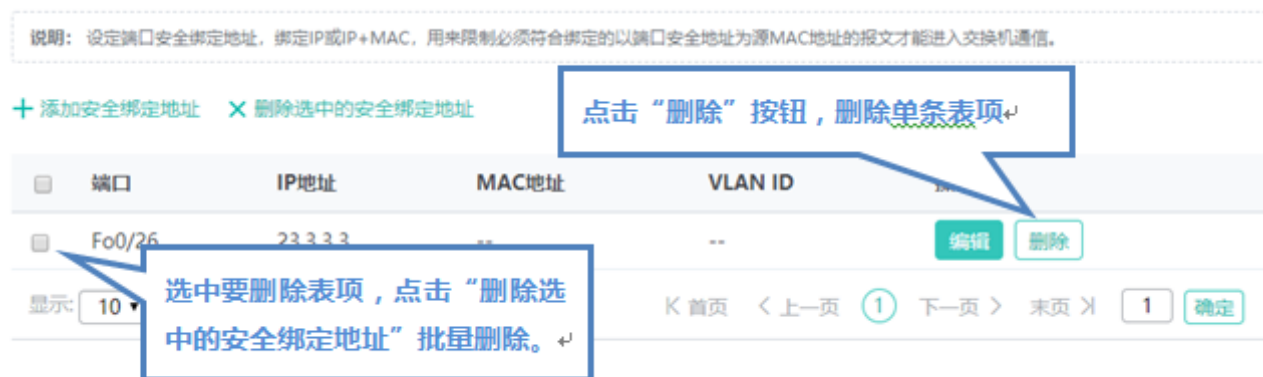 说明： 设定端口安全绑定地址，绑定IP或IP+MAC，用来限制必须符合绑定的以端口安全地址为源MAC地址的报文才能进入交换机通信。
＋ 添加安全绑定地址 ✕ 删除选中的安全绑定地址
点击“删除”按钮，删除单条表项↵
端口 IP地址 MAC地址 VLAN ID
Fo0/26 23.3.3.3 -- -- 编辑 删除
选中要删除表项，点击“删除选
中的安全绑定地址”批量删除。↵
显示: 10 首页 上一页 1 下一页 末页 1 确定